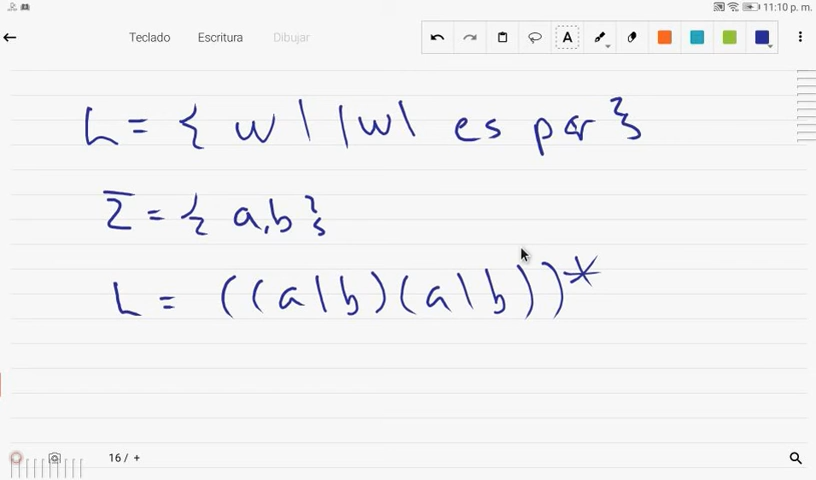 11:10 p. m.
Teclado Escritura Dibujar A
L = { w | |w| es par }
Σ = { a,b }
L = ((a|b)(a|b))*
16 / +